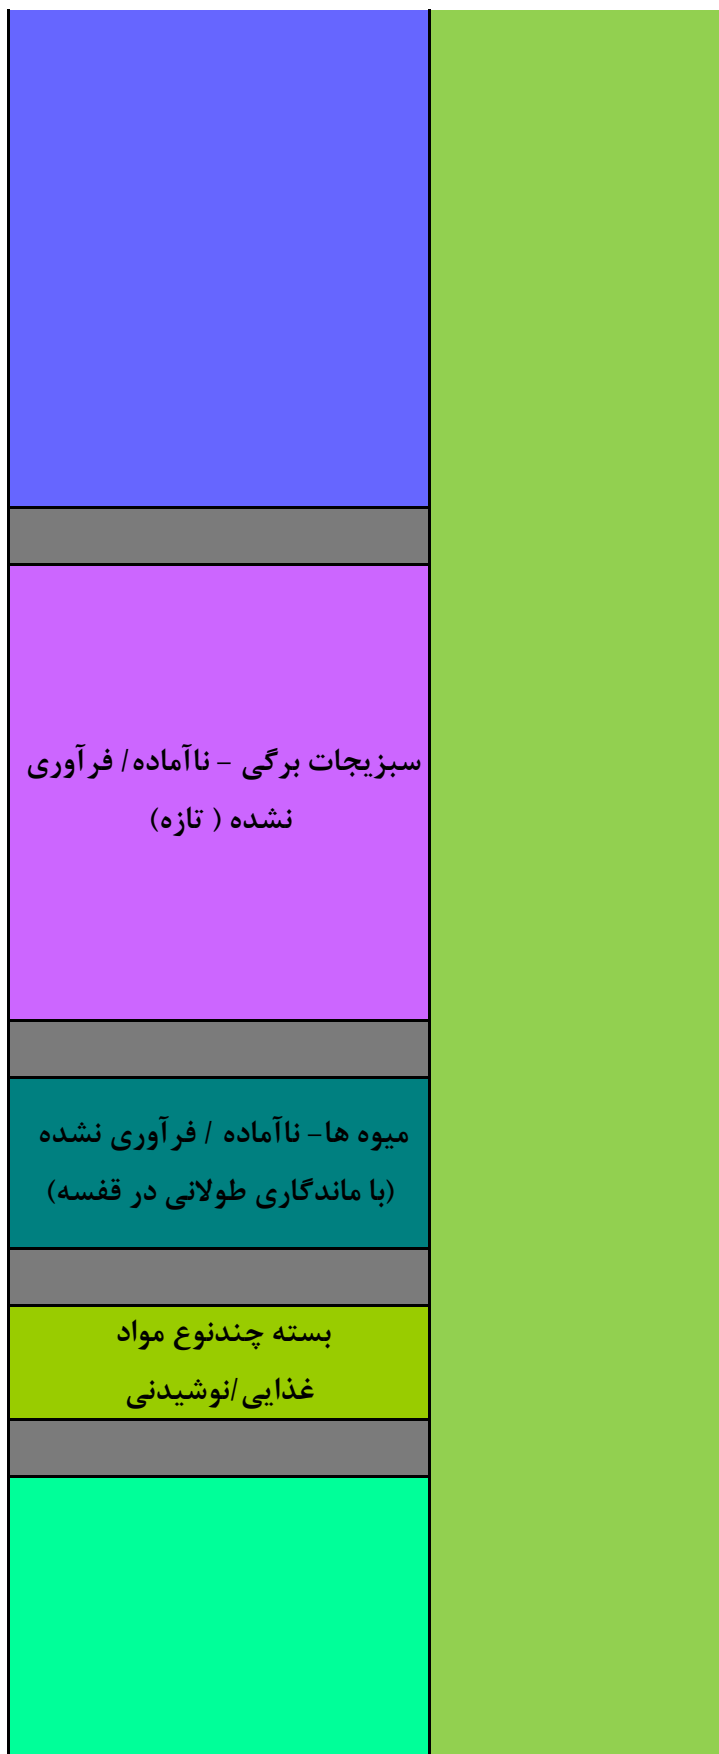 سبزیجات برگی – ناآماده/ فرآوری
نشده ( تازه)
میوه ها– ناآماده / فرآوری نشده
(با ماندگاری طولانی در قفسه)
بسته چندنوع مواد
غذایی/نوشیدنی